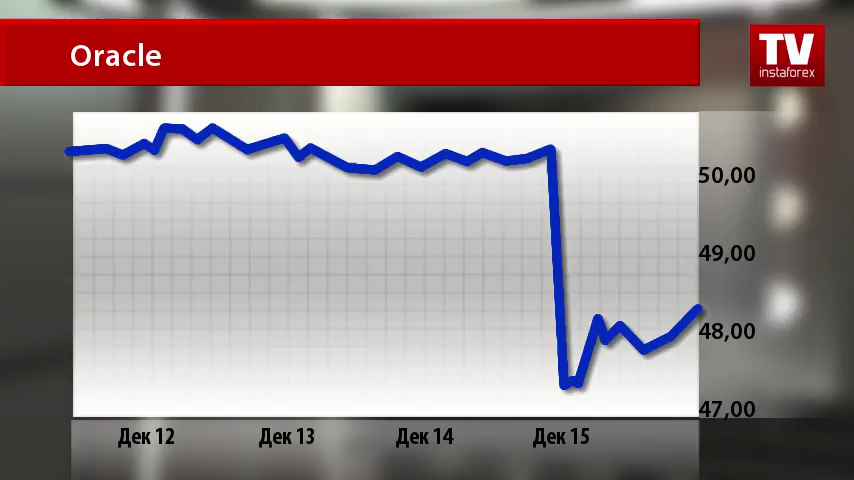 Oracle
TV
instaforex
50,00
49,00
48,00
47,00
Дек 12
Дек 13
Дек 14
Дек 15